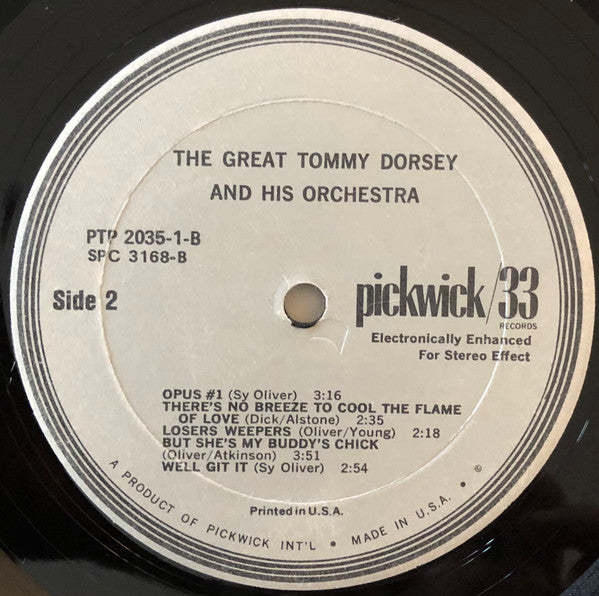 THE GREAT TOMMY DORSEY
AND HIS ORCHESTRA
PTP 2035-1-B
SPC 3168-B
Side 2
pickwick/33
RECORDS
Electronically Enhanced
For Stereo Effect
OPUS #1 (Sy Oliver) 3:16
THERE'S NO BREEZE TO COOL THE FLAME
OF LOVE (Dick/Alstone) 2:35
LOSERS WEEPERS (Oliver/Young) 2:18
BUT SHE'S MY BUDDY'S CHICK
(Oliver/Atkinson) 3:51
WELL GIT IT (Sy Oliver) 2:54
Printed in U.S.A.
A PRODUCT OF PICKWICK INT'L • MADE IN U.S.A. • ©